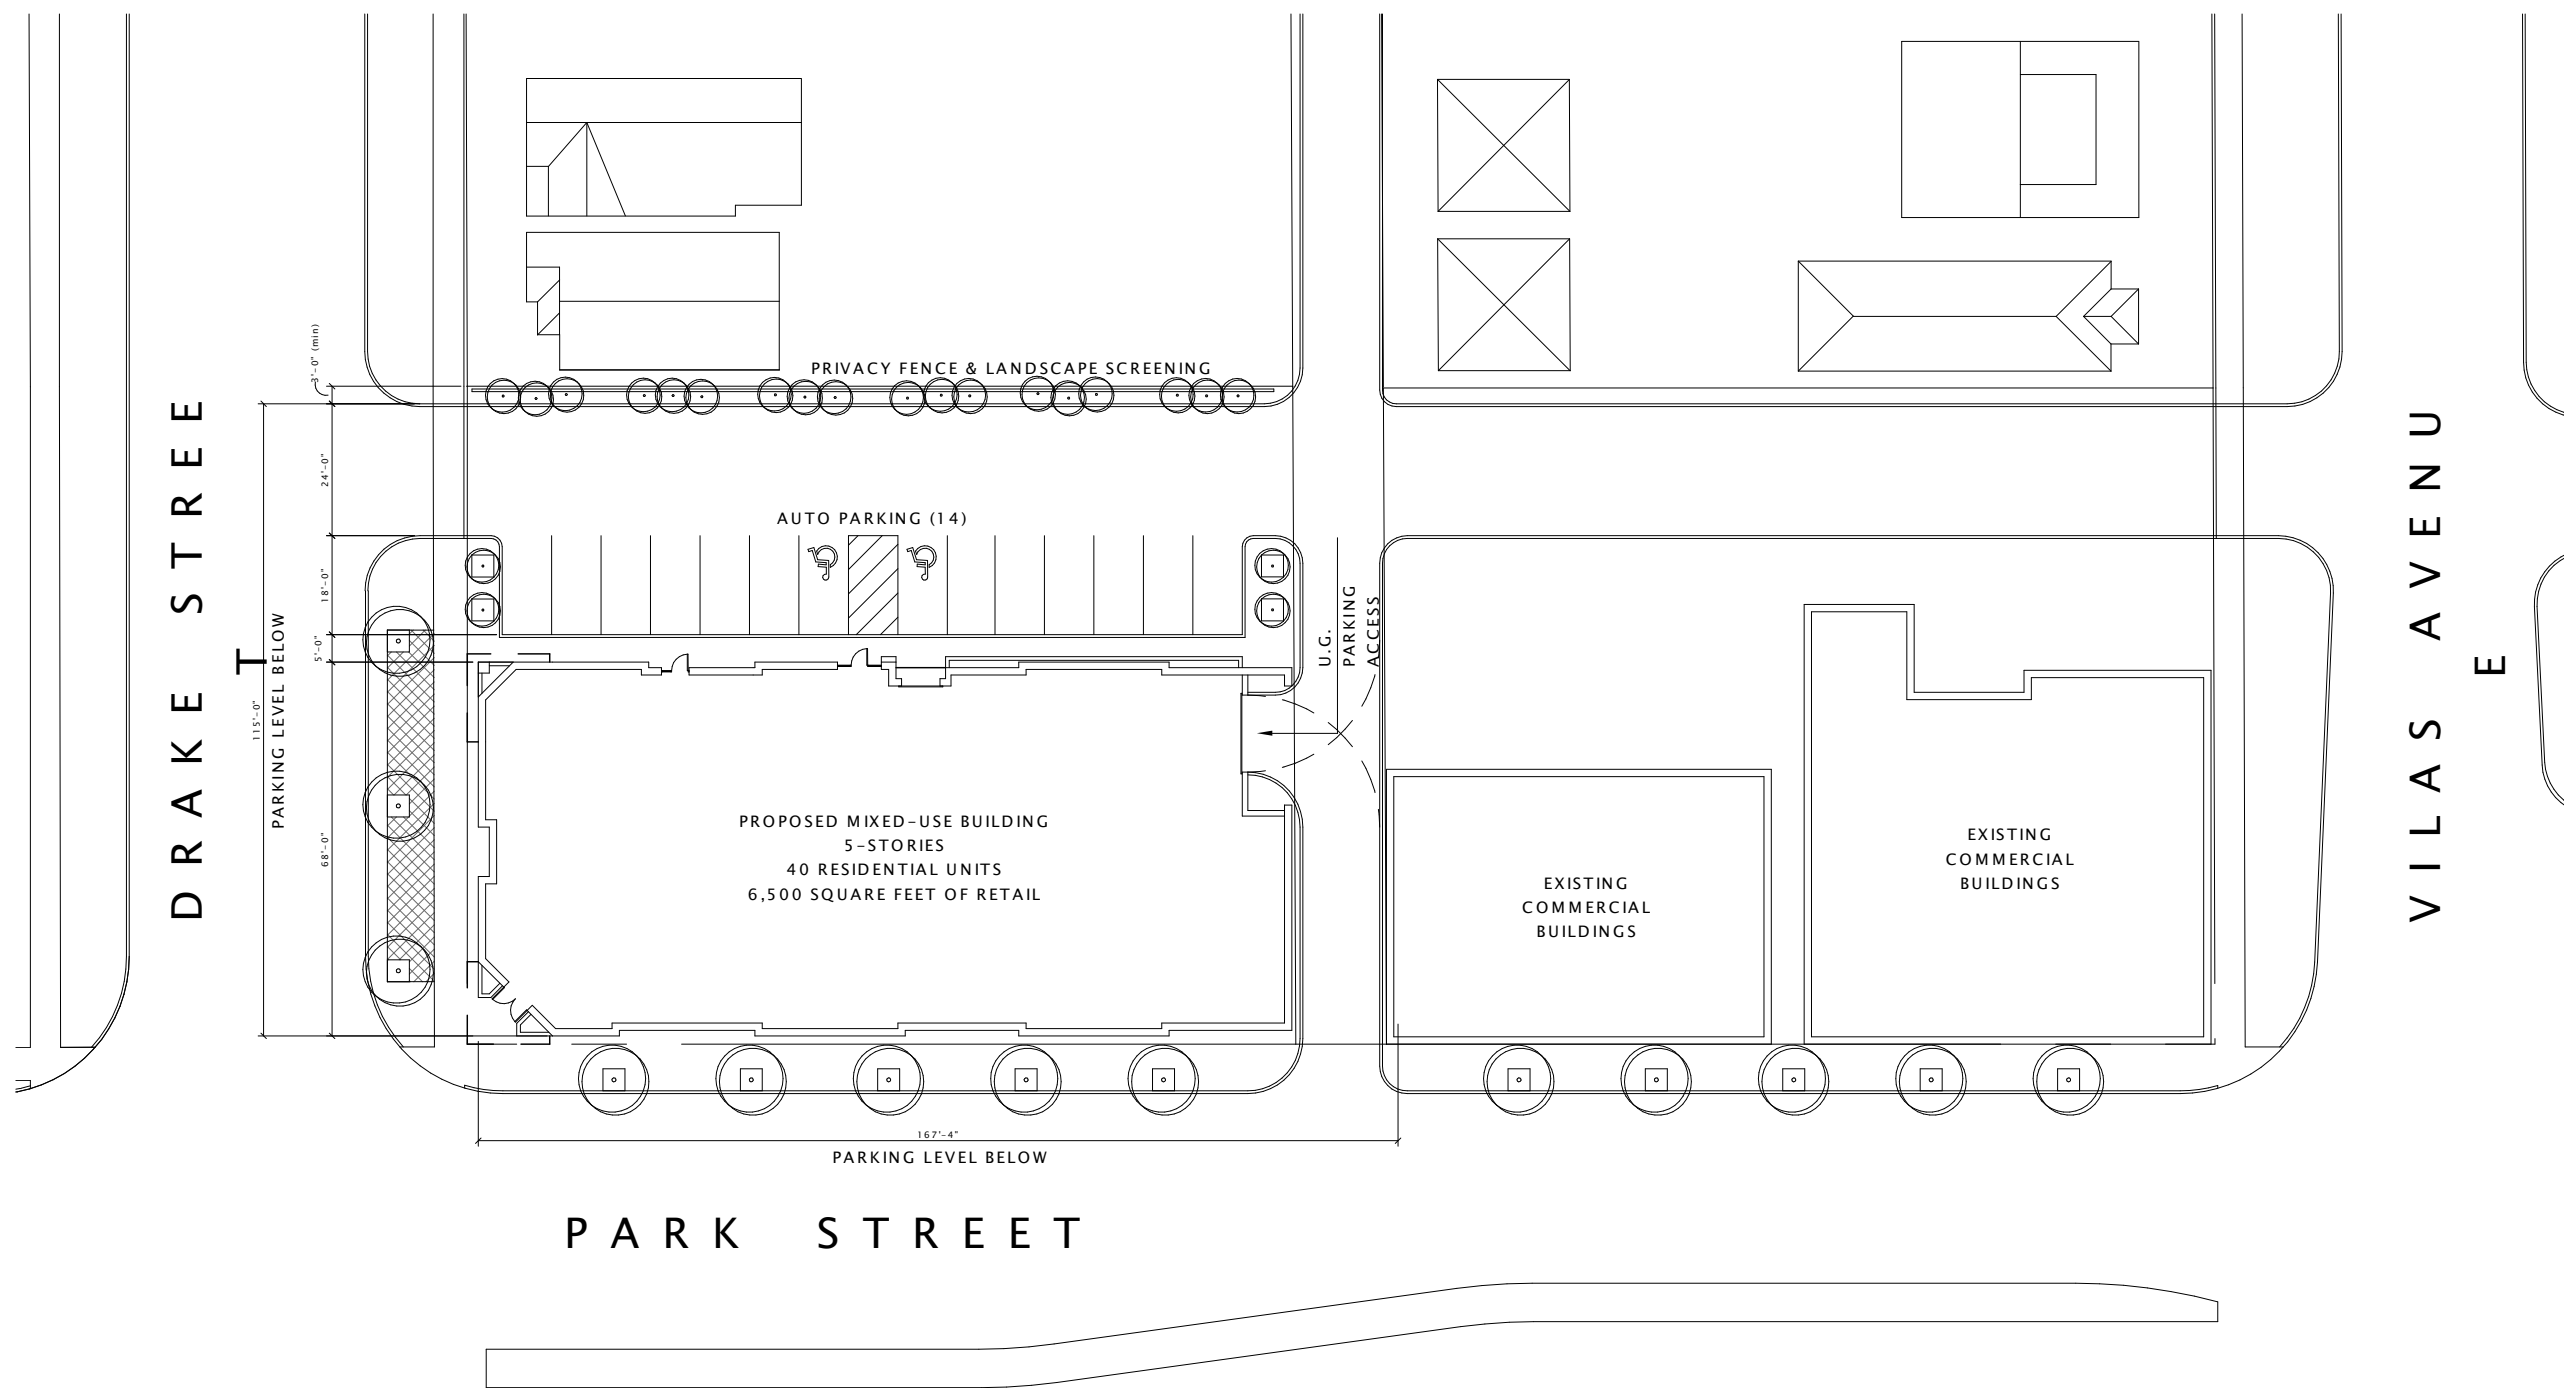 PRIVACY FENCE & LANDSCAPE SCREENING
3'-0" (min)
24'-0"
AUTO PARKING (14)
18'-0"
5'-0"
68'-0"
115'-0"
PARKING LEVEL BELOW
DRAKE STREE
T
U.G.
PARKING
ACCESS
PROPOSED MIXED-USE BUILDING
5-STORIES
40 RESIDENTIAL UNITS
6,500 SQUARE FEET OF RETAIL
EXISTING
COMMERCIAL
BUILDINGS
EXISTING
COMMERCIAL
BUILDINGS
VILAS AVENU
E
167'-4"
PARKING LEVEL BELOW
PARK STREET